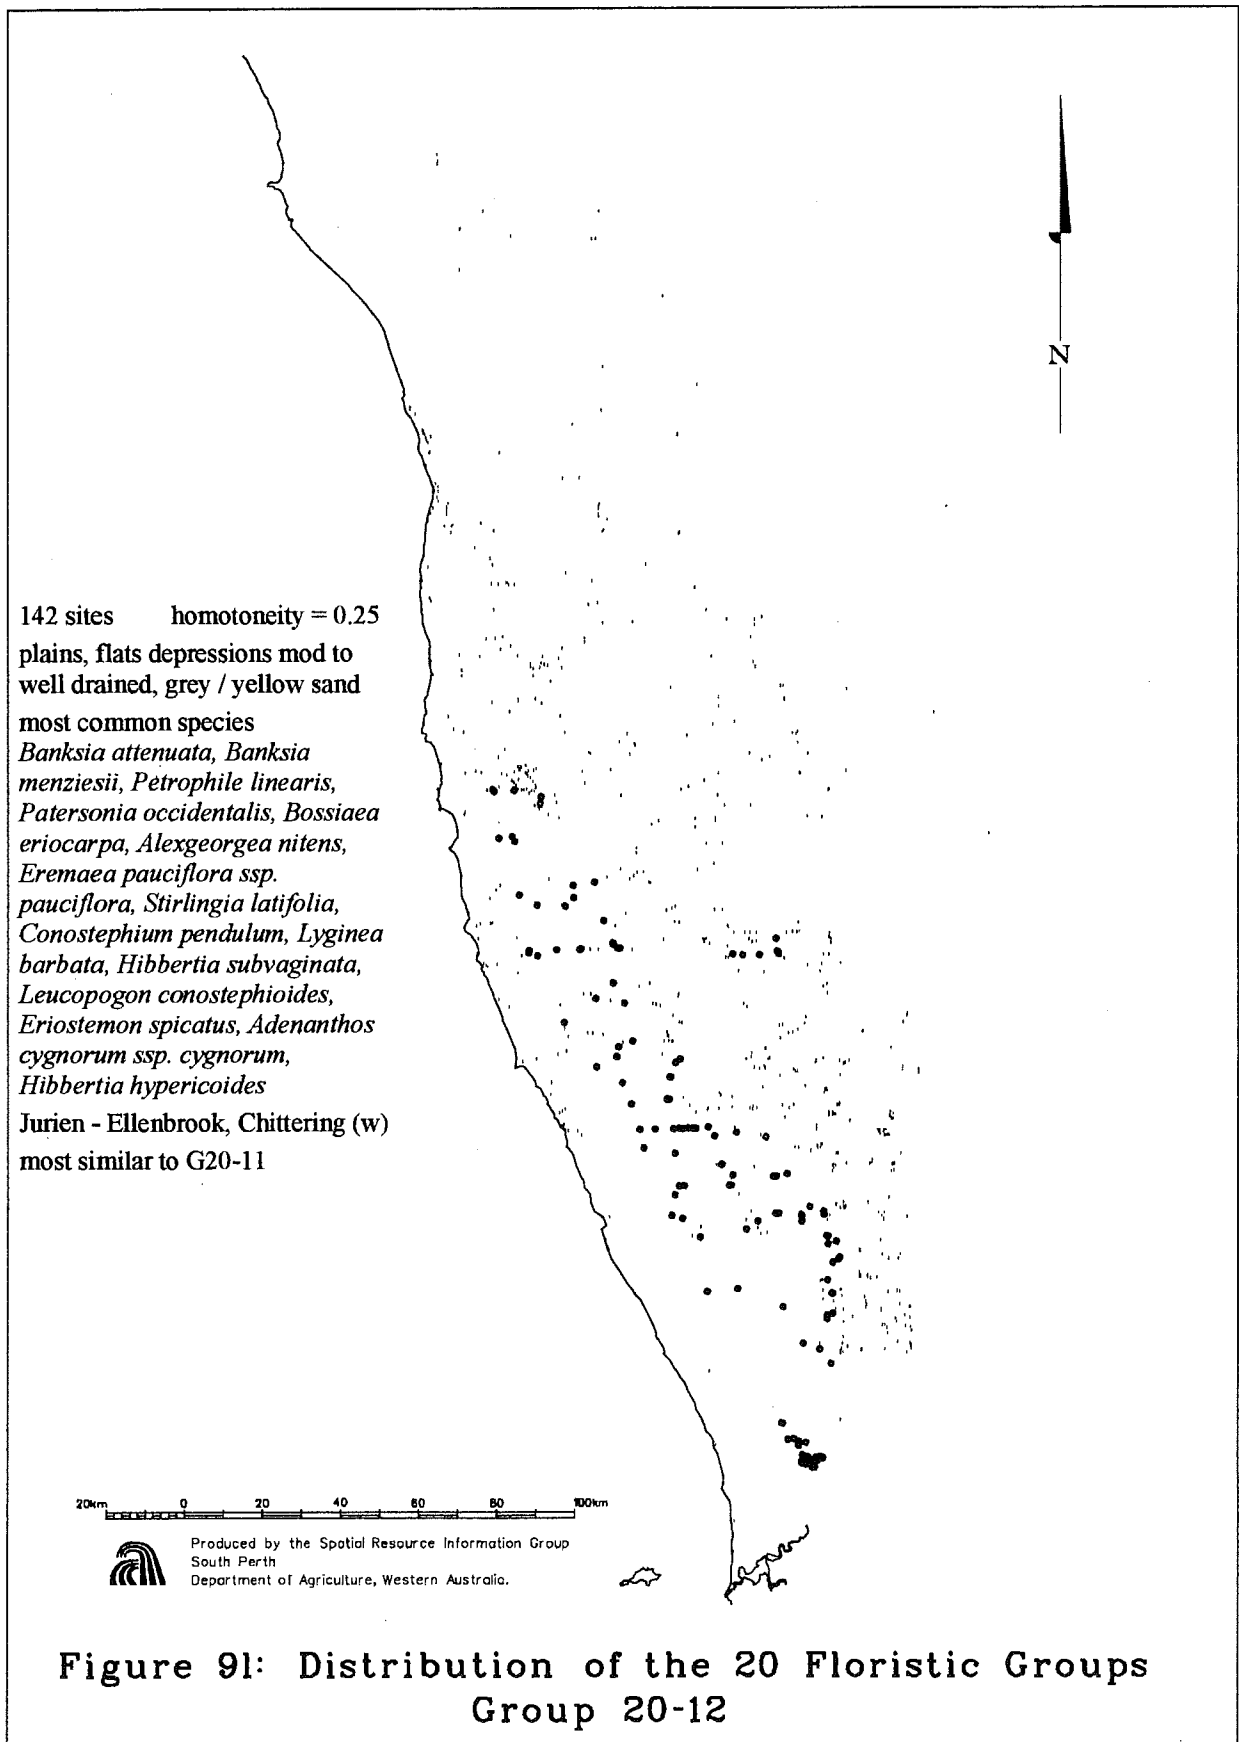 N
142 sites homotoneity = 0.25
plains, flats depressions mod to
well drained, grey / yellow sand
most common species
Banksia attenuata, Banksia
menziesii, Petrophile linearis,
Patersonia occidentalis, Bossiaea
eriocarpa, Alexgeorgea nitens,
Eremaea pauciflora ssp.
pauciflora, Stirlingia latifolia,
Conostephium pendulum, Lyginea
barbata, Hibbertia subvaginata,
Leucopogon conostephioides,
Eriostemon spicatus, Adenanthos
cygnorum ssp. cygnorum,
Hibbertia hypericoides
Jurien - Ellenbrook, Chittering (w)
most similar to G20-11
20km 0 20 40 60 80 100km
Produced by the Spatial Resource Information Group
South Perth
Department of Agriculture, Western Australia.
Figure 91: Distribution of the 20 Floristic Groups
Group 20-12